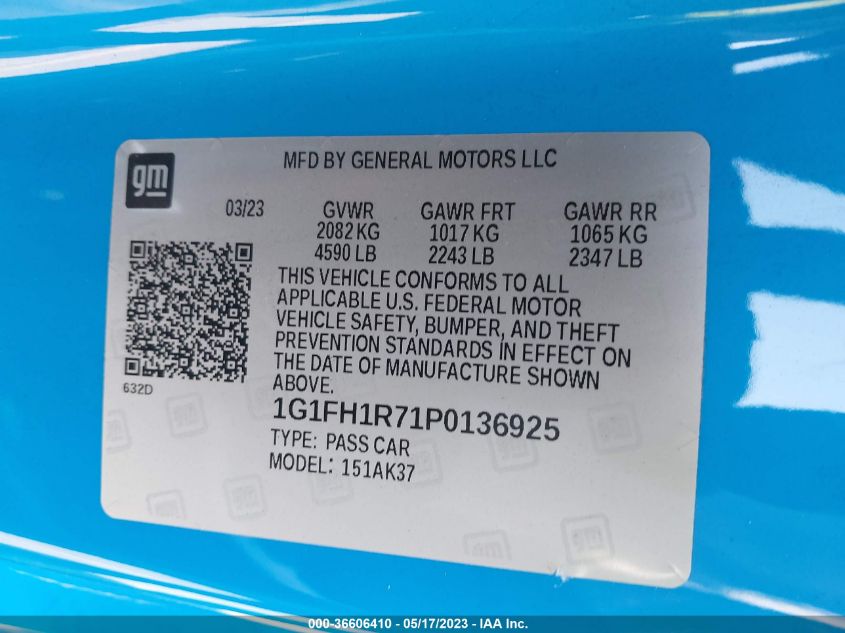 gm
MFD BY GENERAL MOTORS LLC
03/23 GVWR GAWR FRT GAWR RR
2082 KG 1017 KG 1065 KG
4590 LB 2243 LB 2347 LB
THIS VEHICLE CONFORMS TO ALL
APPLICABLE U.S. FEDERAL MOTOR
VEHICLE SAFETY, BUMPER, AND THEFT
PREVENTION STANDARDS IN EFFECT ON
THE DATE OF MANUFACTURE SHOWN
ABOVE.
632D
1G1FH1R71P0136925
TYPE: PASS CAR
MODEL: 151AK37
000-36606410 - 05/17/2023 - IAA Inc.